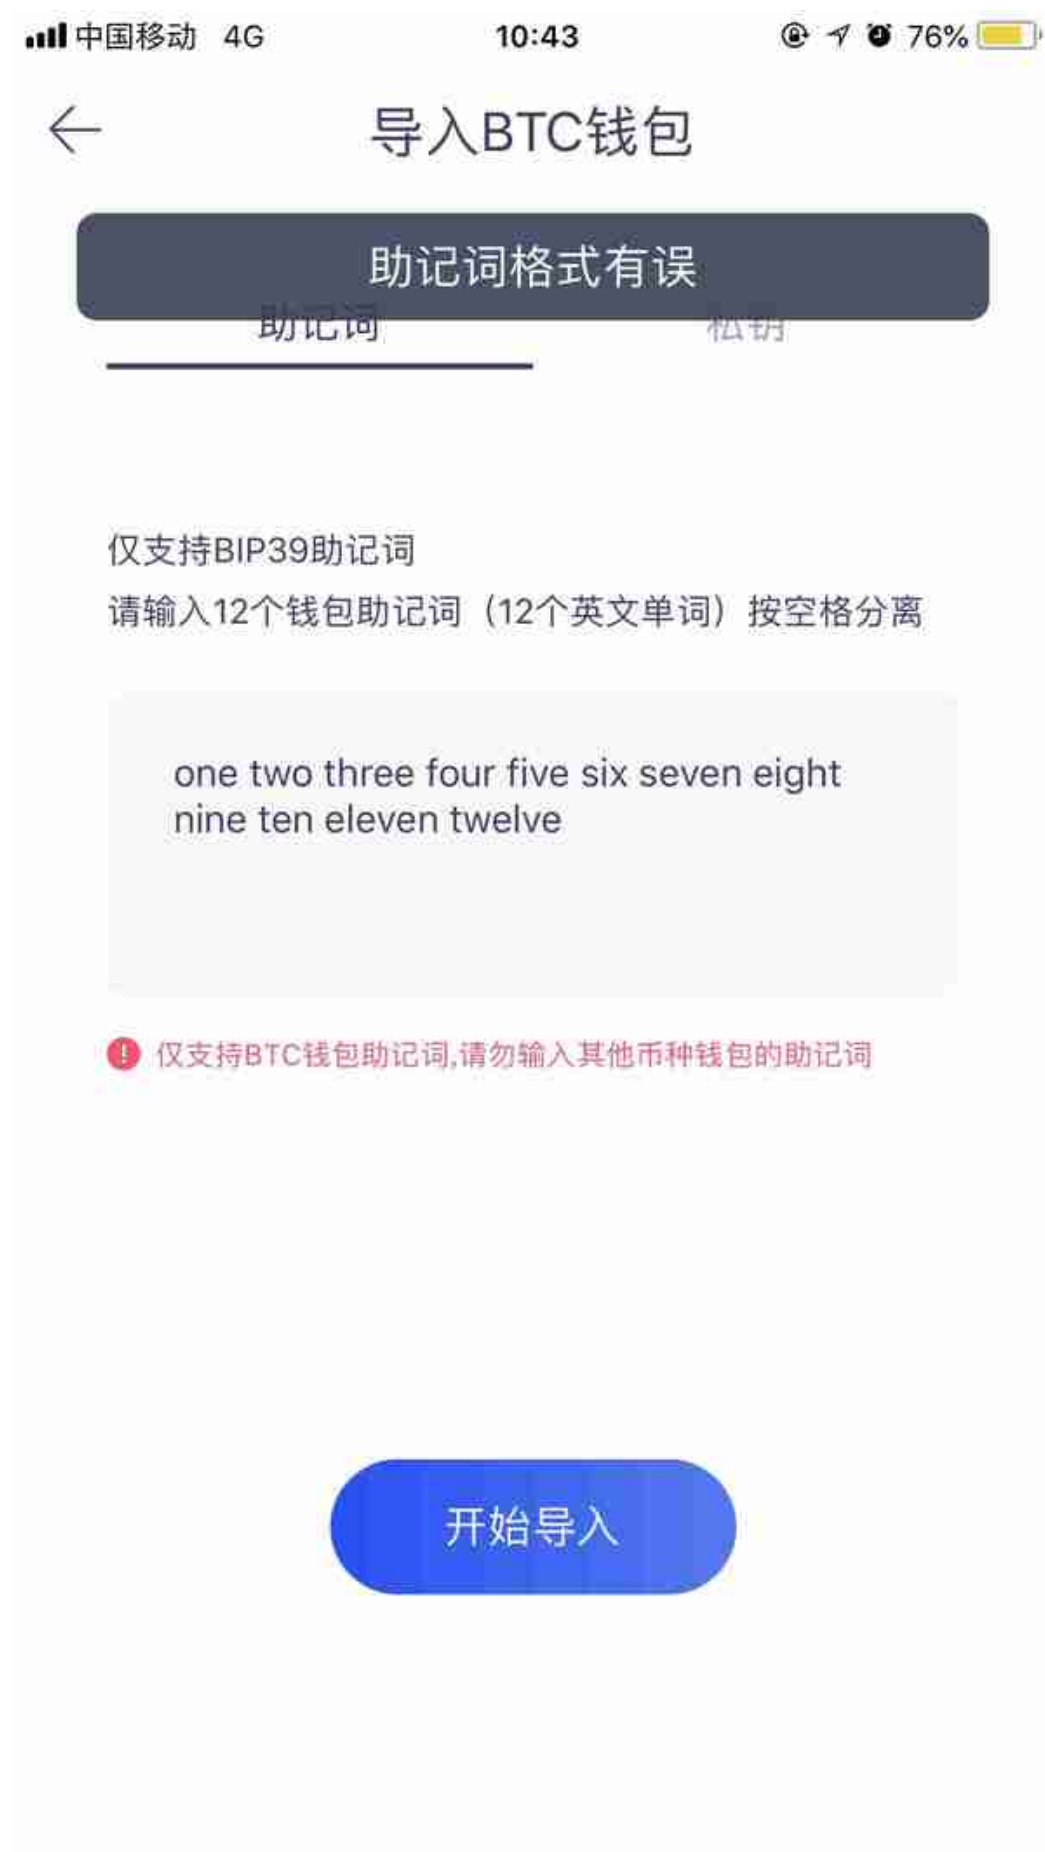 中国移动 4G 10:43 76%
导入BTC钱包
助记词格式有误
助记词 私钥
仅支持BIP39助记词
请输入12个钱包助记词（12个英文单词）按空格分离
one two three four five six seven eight
nine ten eleven twelve
仅支持BTC钱包助记词,请勿输入其他币种钱包的助记词
开始导入